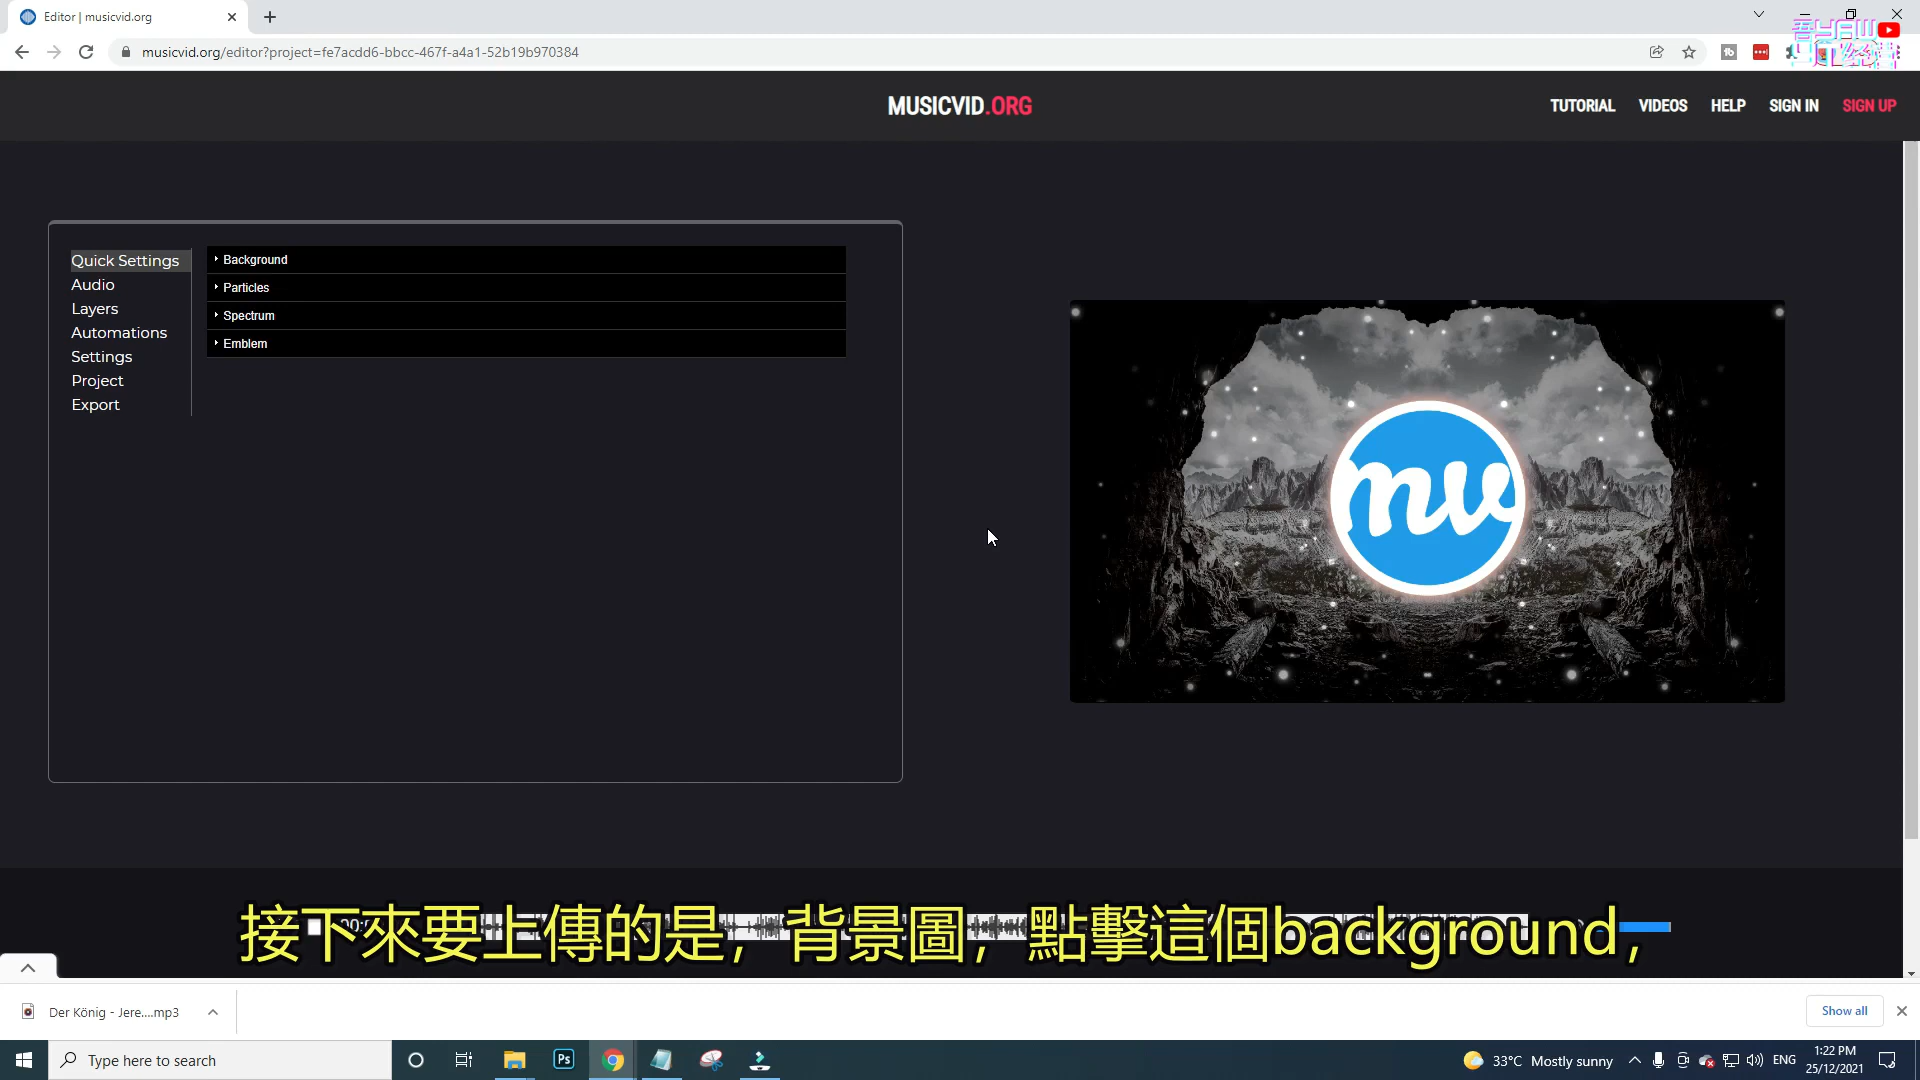 Editor | musicvid.org
musicvid.org/editor?project=fe7acdd6-bbcc-467f-a4a1-52b19b970384
MUSICVID.ORG
TUTORIAL
VIDEOS
HELP
SIGN IN
SIGN UP
Quick Settings
Audio
Layers
Automations
Settings
Project
Export
Background
Particles
Spectrum
Emblem
mv
接下來要上傳的是，背景圖，點擊這個background，
Der König - Jere....mp3
Show all
Type here to search
Ps
33°C Mostly sunny
ENG
1:22 PM
25/12/2021